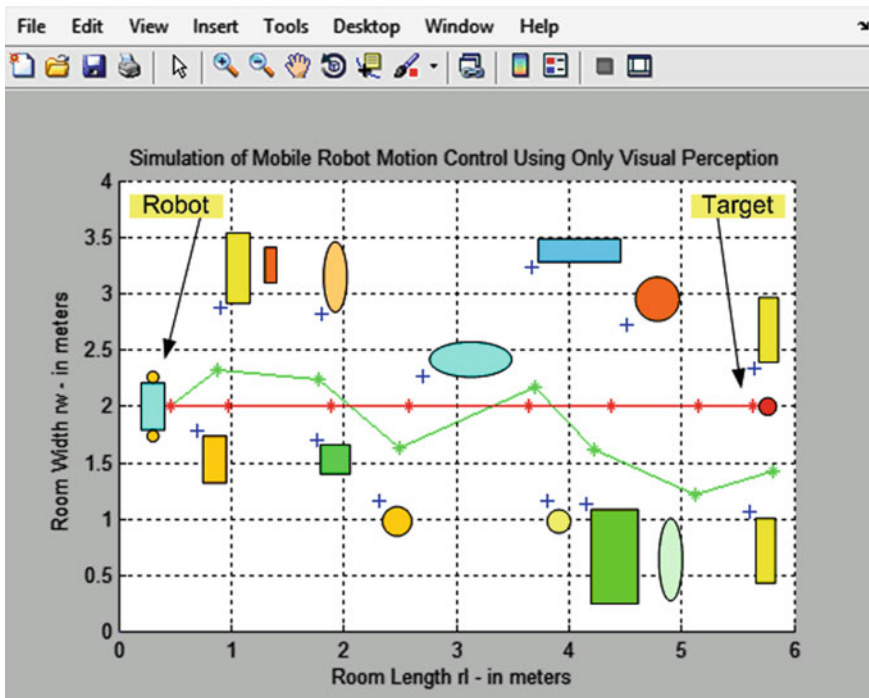 File Edit View Insert Tools Desktop Window Help
Simulation of Mobile Robot Motion Control Using Only Visual Perception
4
Robot Target
3.5
3
2.5
2
1.5
1
0.5
0
0 1 2 3 4 5 6
Room Width rw - in meters
Room Length rl - in meters